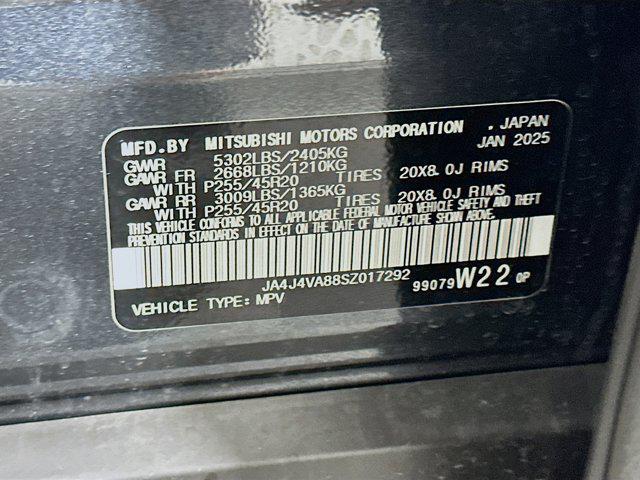 MFD.BY MITSUBISHI MOTORS CORPORATION . JAPAN
GVWR 5302LBS/2405KG JAN 2025
GAWR FR 2668LBS/1210KG
WITH P255/45R20 TIRES 20X8.0J RIMS
GAWR RR 3009LBS/1365KG
WITH P255/45R20 TIRES 20X8.0J RIMS
THIS VEHICLE CONFORMS TO ALL APPLICABLE FEDERAL MOTOR VEHICLE SAFETY AND THEFT
PREVENTION STANDARDS IN EFFECT ON THE DATE OF MANUFACTURE SHOWN ABOVE.
JA4J4VA88SZ017292
VEHICLE TYPE: MPV 99079W22 0P